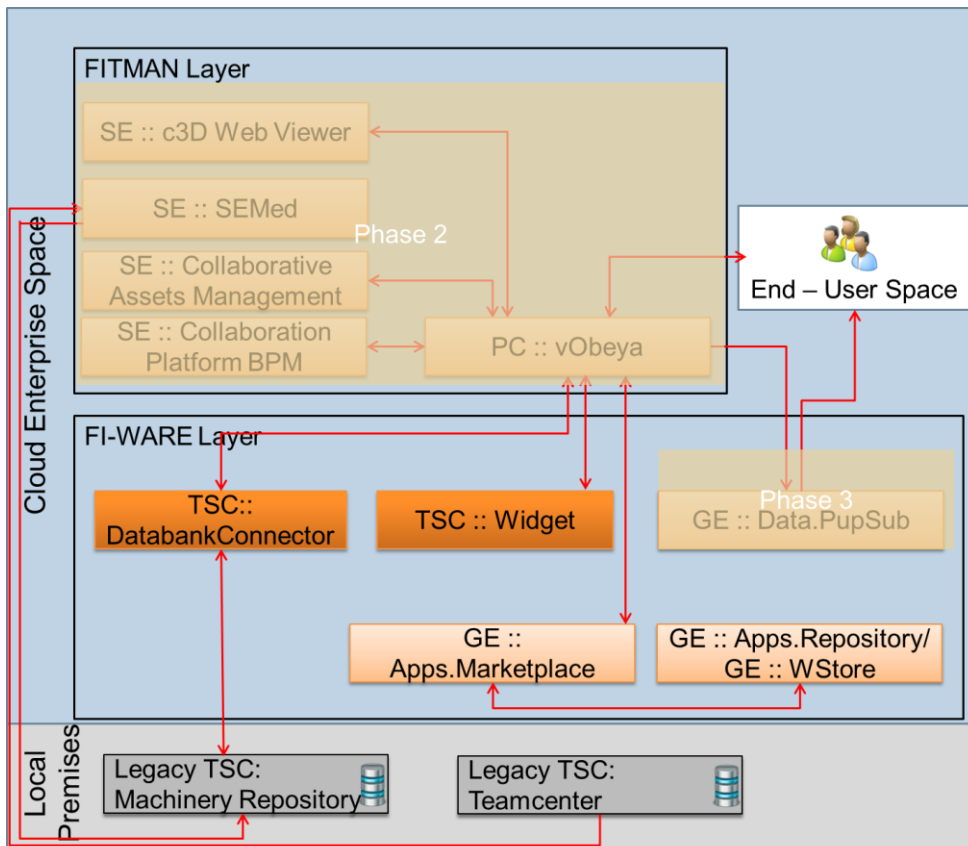 FITMAN Layer
SE :: c3D Web Viewer
SE :: SEMed
Phase 2
SE :: Collaborative
Assets Management
SE :: Collaboration
Platform BPM
PC :: vObeya
End – User Space
Cloud Enterprise Space
FI-WARE Layer
TSC::
DatabankConnector
TSC :: Widget
Phase 3
GE :: Data.PupSub
GE ::
Apps.Marketplace
GE :: Apps.Repository/
GE :: WStore
Local
Premises
Legacy TSC:
Machinery Repository
Legacy TSC:
Teamcenter